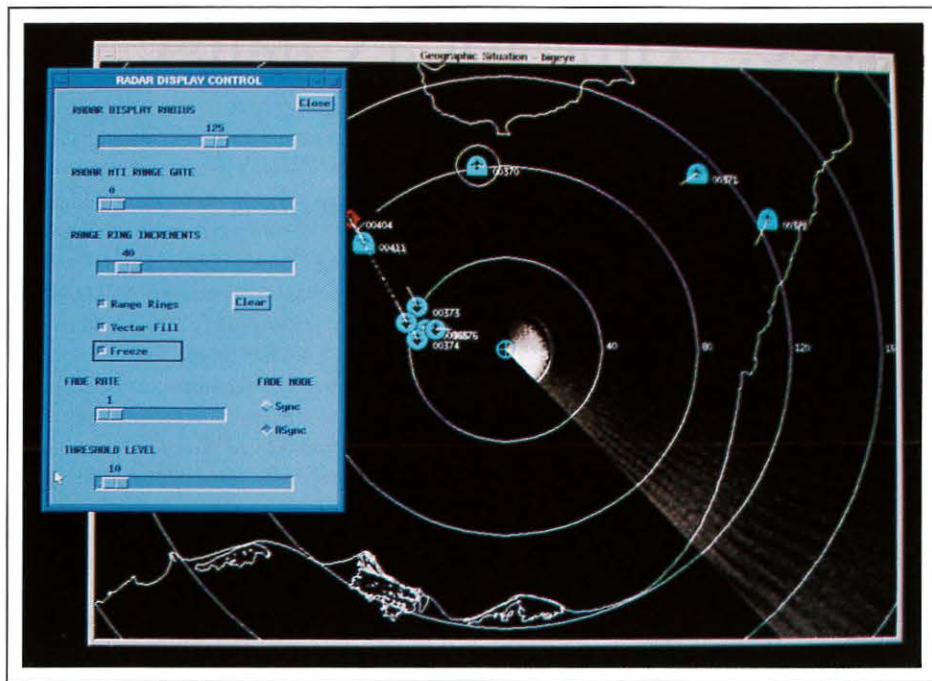 Geographic Situation - bigeye
RADAR DISPLAY CONTROL
Close
RADAR DISPLAY RADIUS
125
RADAR MTI RANGE GATE
0
RANGE RING INCREMENTS
40
Range Rings
Clear
Vector Fill
Freeze
FADE RATE
FADE MODE
1
Sync
ASync
THRESHOLD LEVEL
10
00370
00371
00404
00411
00373
00374
40
80
120